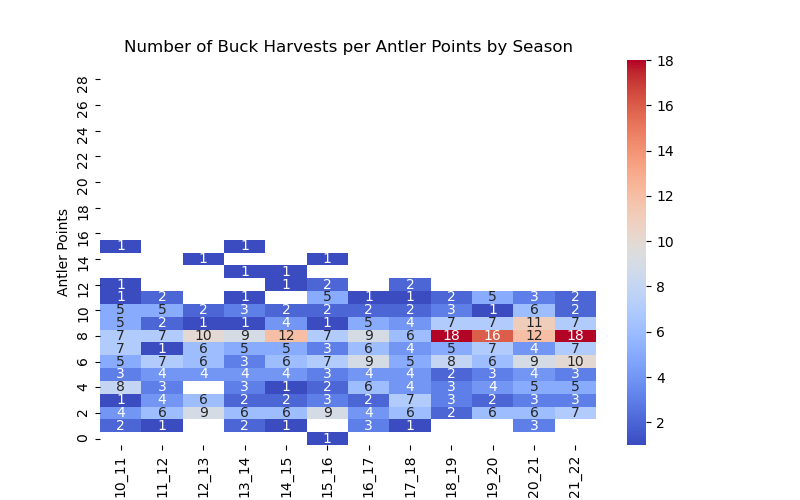 Number of Buck Harvests per Antler Points by Season
Antler Points
28
26
24
22
20
18
16
1 1
14 1 1
1 1
12 1 1 2 2
1 2 1 5 1 1 2 5 3 2
10 5 5 2 3 2 2 2 2 3 1 6 2
5 2 1 1 4 1 5 4 7 7 11 7
8 7 7 10 9 12 7 9 6 18 16 12 18
7 1 6 5 5 3 6 4 5 7 4 7
6 5 7 6 3 6 7 9 5 8 6 9 10
3 4 4 4 4 3 4 4 2 3 4 3
4 8 3 3 1 2 6 4 3 4 5 5
1 4 6 2 2 3 2 7 3 2 3 3
2 4 6 9 6 6 9 4 6 2 6 6 7
2 1 2 1 3 1 3
0 1
10_11 11_12 12_13 13_14 14_15 15_16 16_17 17_18 18_19 19_20 20_21 21_22
18
16
14
12
10
8
6
4
2